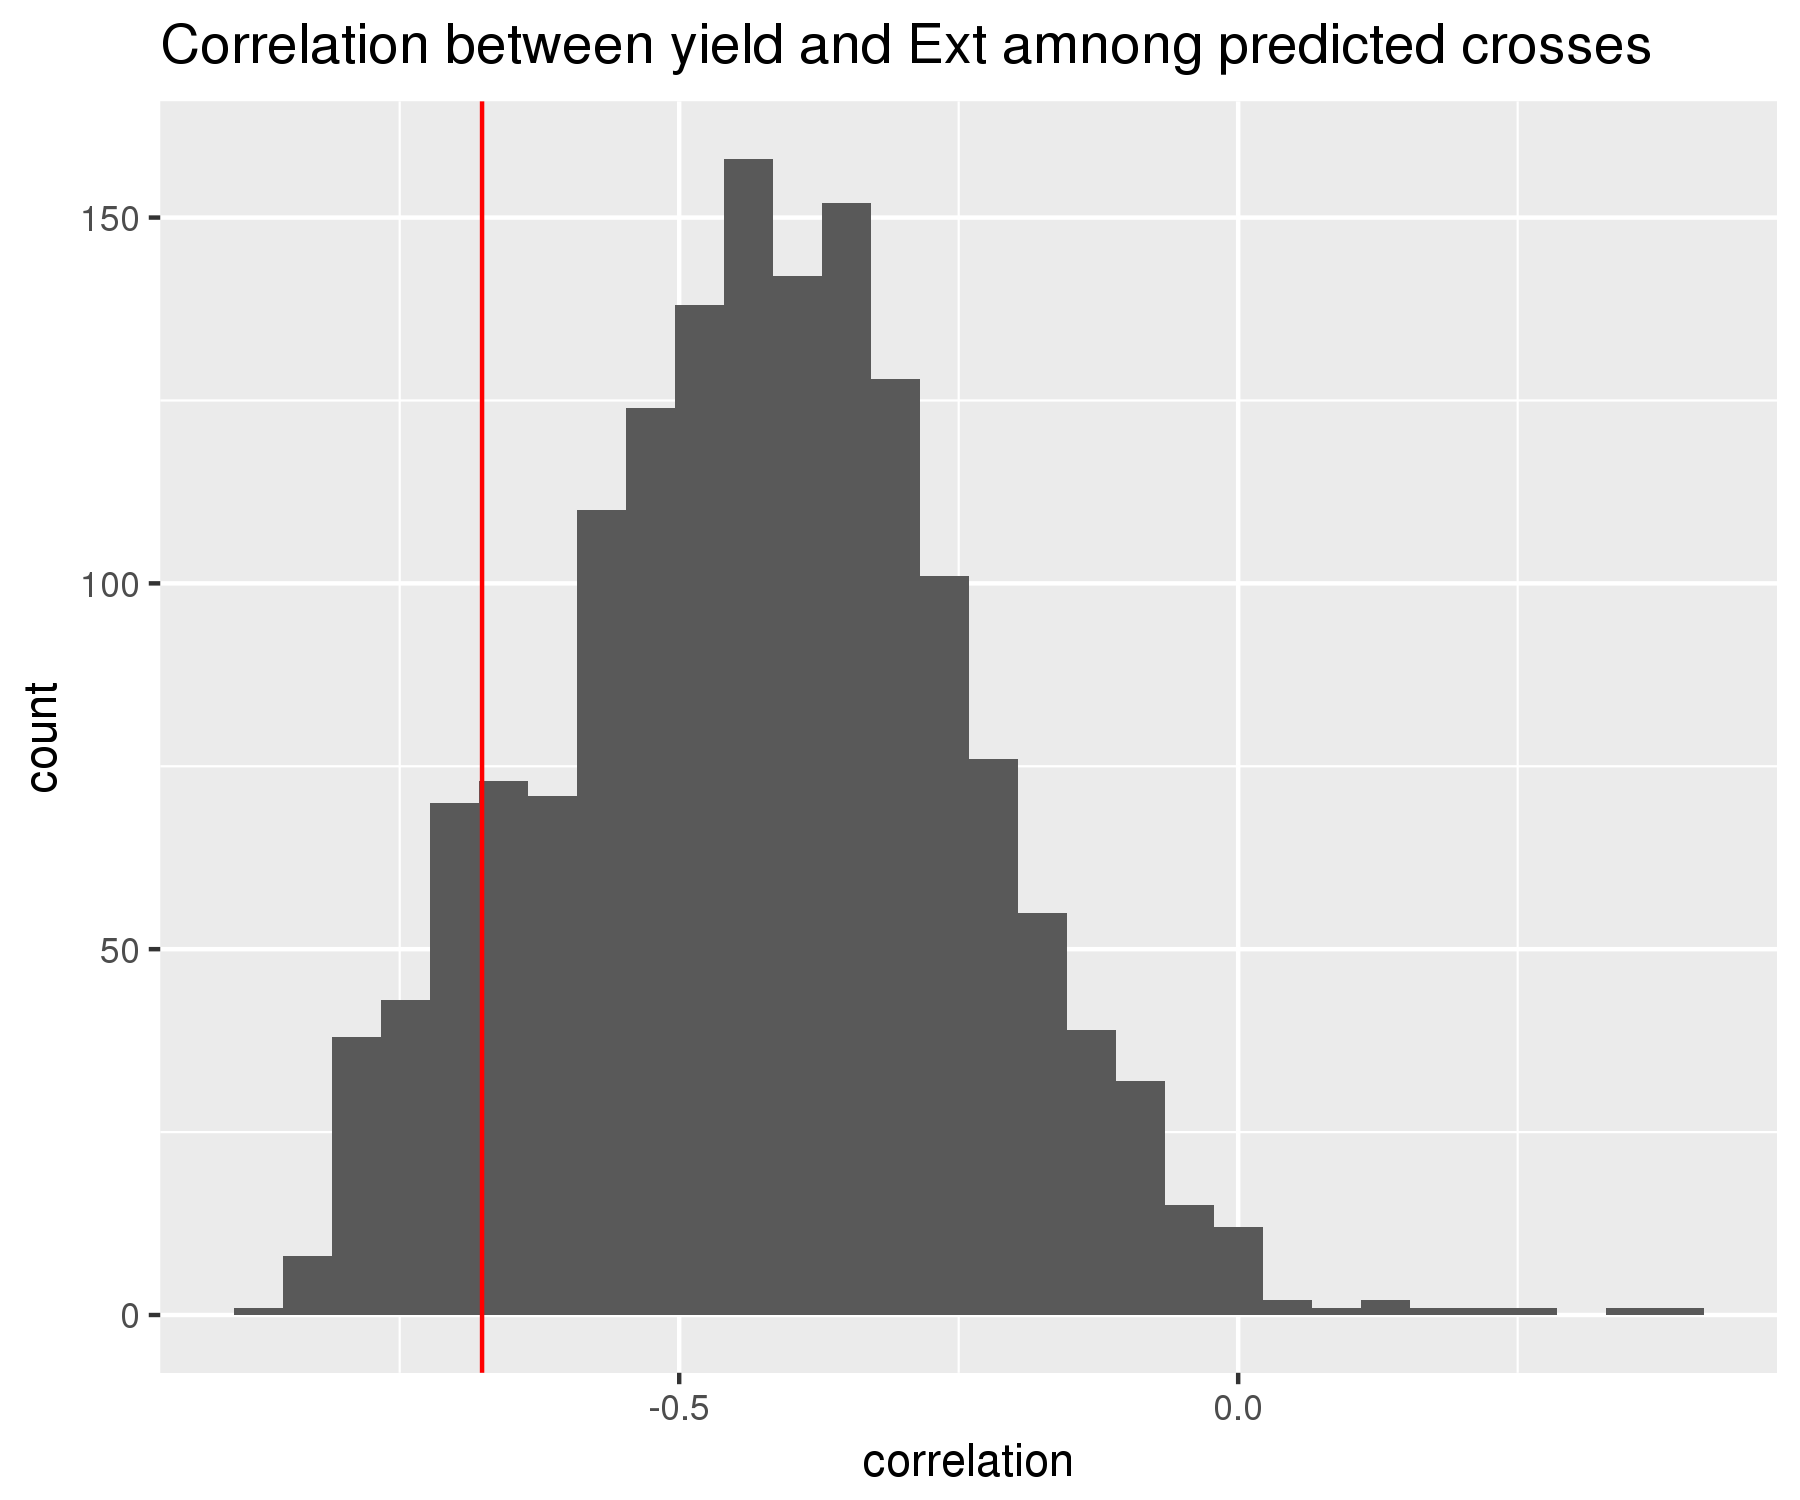 Correlation between yield and Ext amnong predicted crosses
150
100
50
0
count
-0.5 0.0
correlation